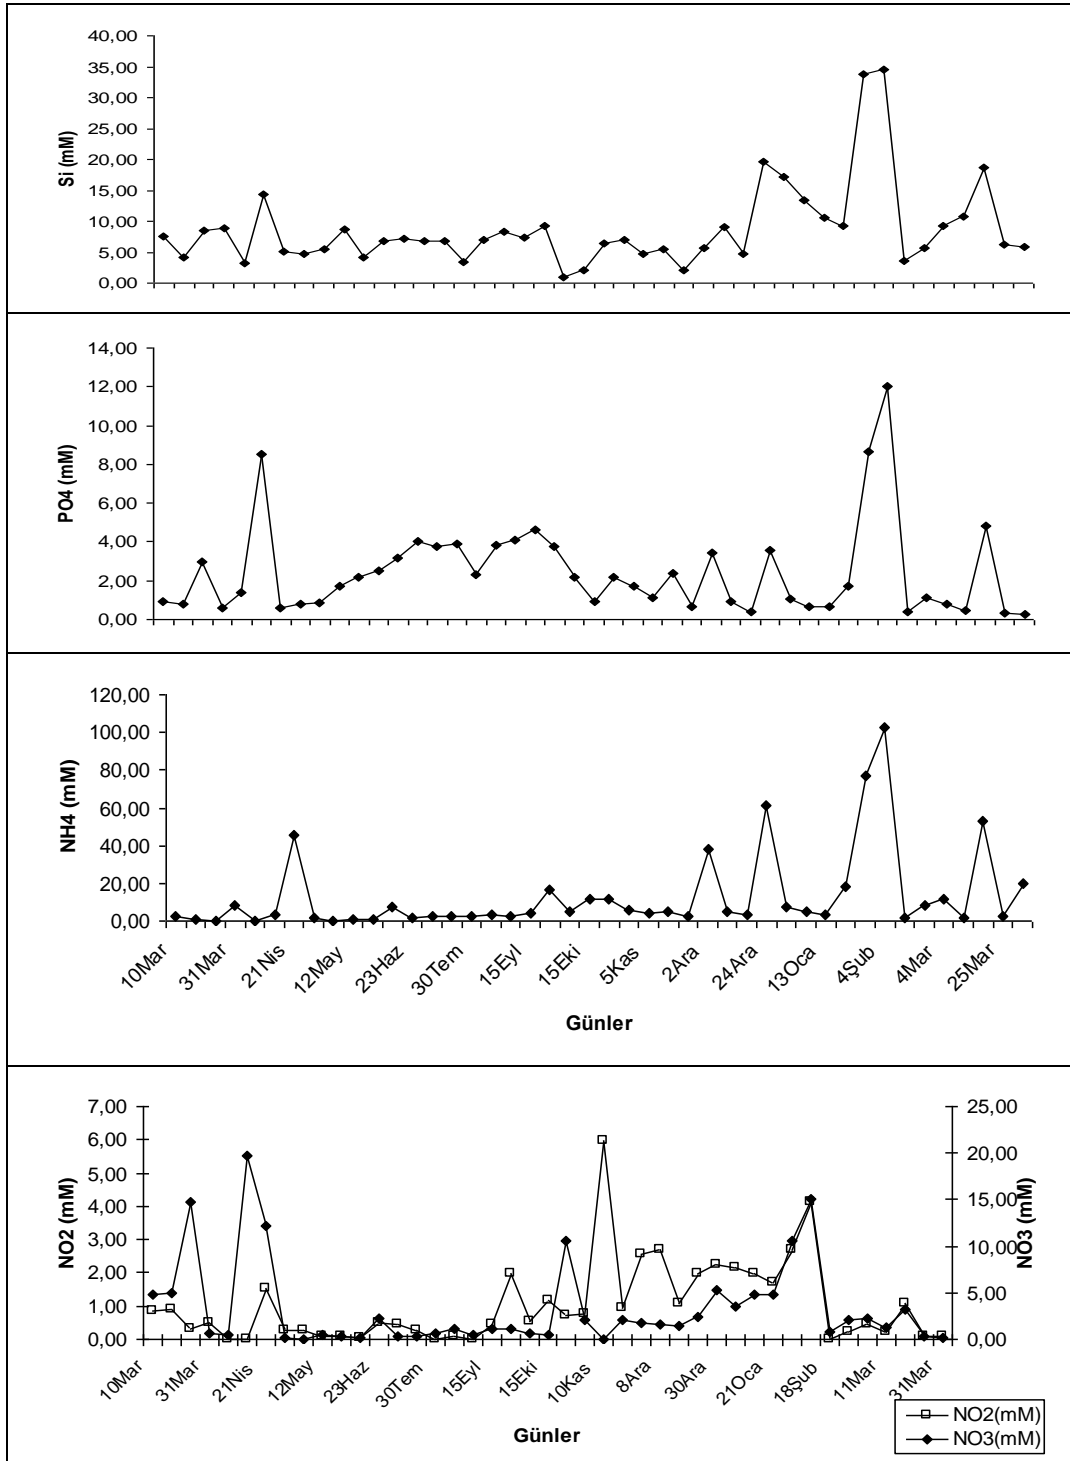 40,00
35,00
30,00
25,00
20,00
15,00
10,00
5,00
0,00
Si (mM)
14,00
12,00
10,00
8,00
6,00
4,00
2,00
0,00
PO4 (mM)
120,00
100,00
80,00
60,00
40,00
20,00
0,00
NH4 (mM)
10Mar 31Mar 21Nis 12May 23Haz 30Tem 15Eyl 15Eki 5Kas 2Ara 24Ara 13Oca 4Şub 4Mar 25Mar
Günler
7,00 25,00
6,00
5,00 20,00
4,00 15,00
3,00 10,00
2,00
1,00 5,00
0,00 0,00
NO2 (mM)
NO3 (mM)
10Mar 31Mar 21Nis 12May 23Haz 30Tem 15Eyl 15Eki 10Kas 8Ara 30Ara 21Oca 18Şub 11Mar 31Mar
Günler
NO2(mM)
NO3(mM)